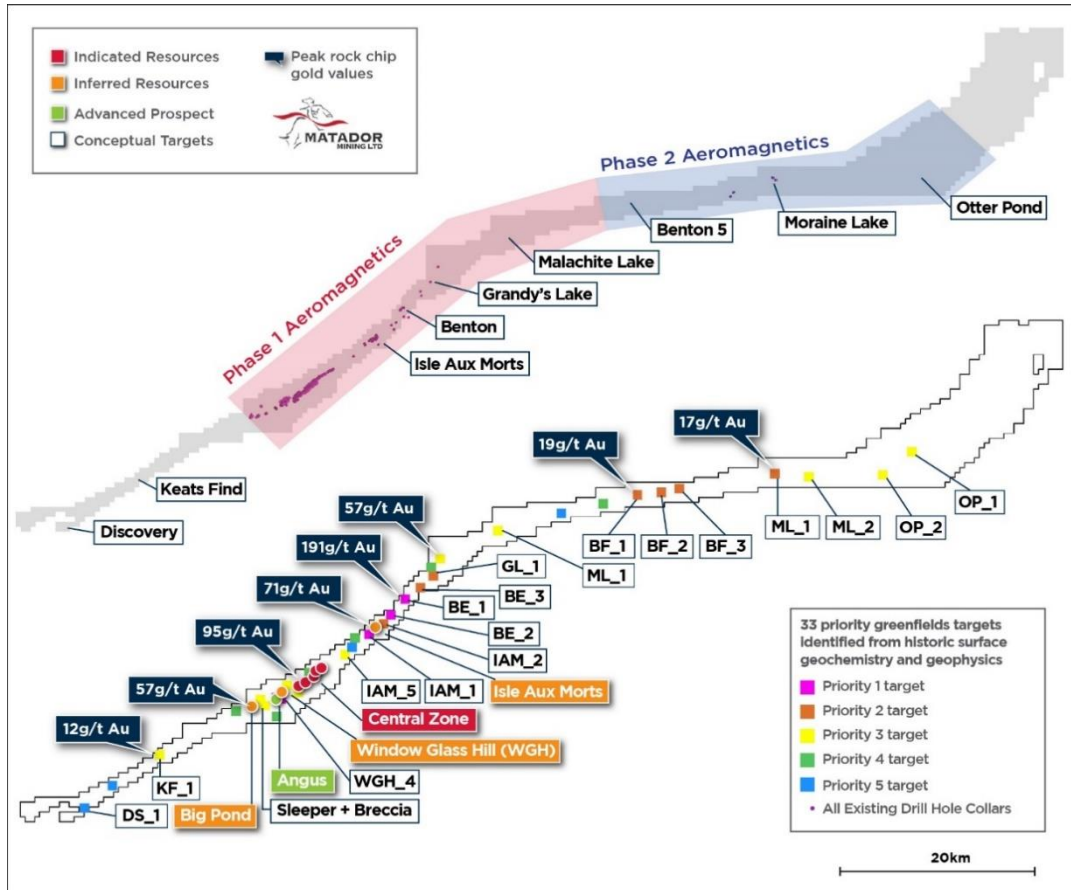 Indicated Resources
Inferred Resources
Advanced Prospect
Conceptual Targets
Peak rock chip
gold values
MATADOR
MINING LTD
Phase 2 Aeromagnetics
Phase 1 Aeromagnetics
Otter Pond
Moraine Lake
Benton 5
Malachite Lake
Grandy's Lake
Benton
Isle Aux Morts
Keats Find
Discovery
17g/t Au
19g/t Au
57g/t Au
191g/t Au
71g/t Au
95g/t Au
57g/t Au
12g/t Au
OP_1
OP_2
ML_2
ML_1
BF_3
BF_2
BF_1
ML_1
GL_1
BE_3
BE_1
BE_2
IAM_2
IAM_5
IAM_1
Isle Aux Morts
Central Zone
Window Glass Hill (WGH)
Angus
WGH_4
KF_1
DS_1
Big Pond
Sleeper + Breccia
33 priority greenfields targets
identified from historic surface
geochemistry and geophysics
Priority 1 target
Priority 2 target
Priority 3 target
Priority 4 target
Priority 5 target
All Existing Drill Hole Collars
20km